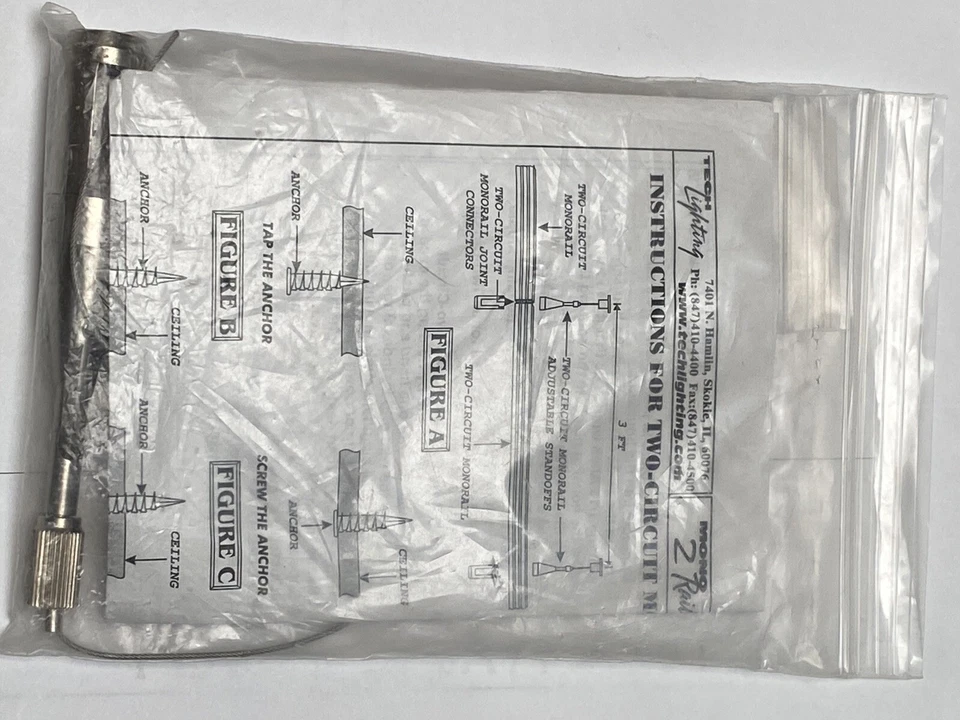 TECH
Lighting
7401 N. Hamlin, Skokie, IL, 60076
Ph: (847)410-4400 Fax:(847)410-4500
www.techlighting.com
MONO
2 Rail
INSTRUCTIONS FOR TWO-CIRCUIT M
3 FT
TWO-CIRCUIT
MONORAIL
TWO-CIRCUIT MONORAIL
ADJUSTABLE STANDOFFS
TWO-CIRCUIT
MONORAIL JOINT
CONNECTORS
TWO-CIRCUIT MONORAIL
FIGURE A
CEILING
ANCHOR
TAP THE ANCHOR
FIGURE B
CEILING
ANCHOR
SCREW THE ANCHOR
FIGURE C
ANCHOR
CEILING
ANCHOR
CEILING